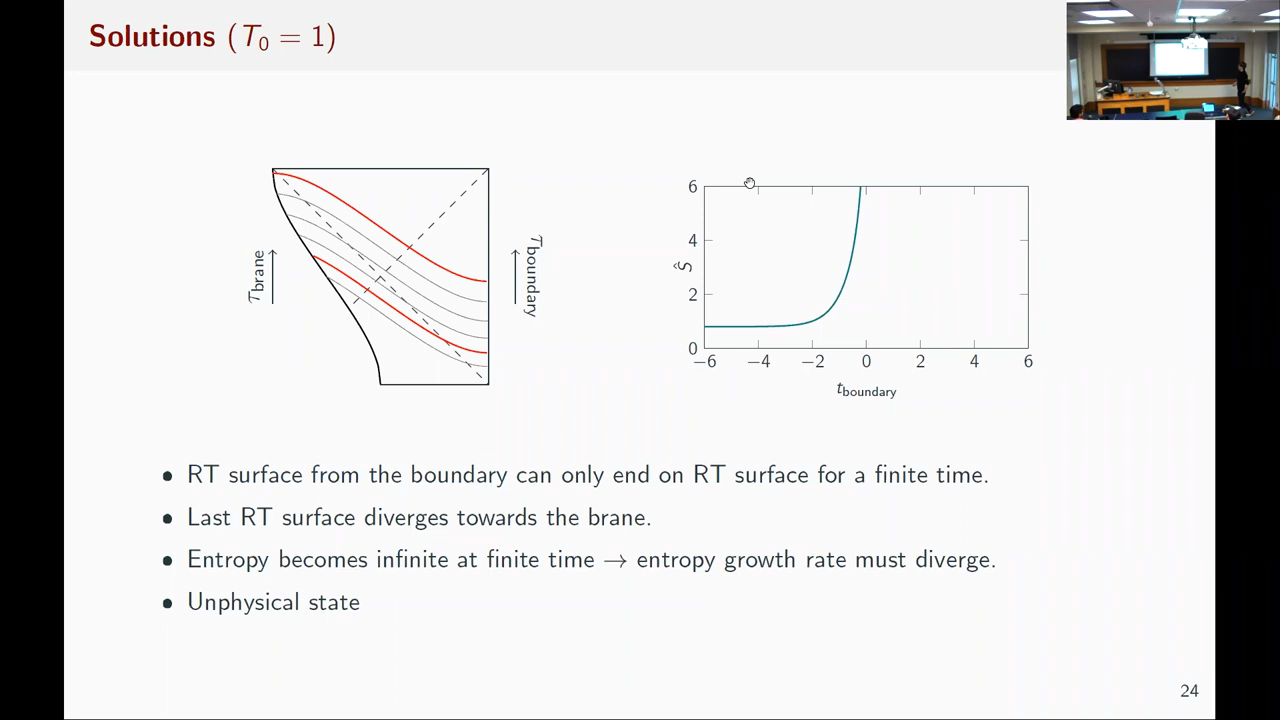 Solutions (T₀ = 1)
τ_brane
τ_boundary
6
4
2
0
Ŝ
−6 −4 −2 0 2 4 6
t_boundary
• RT surface from the boundary can only end on RT surface for a finite time.
• Last RT surface diverges towards the brane.
• Entropy becomes infinite at finite time → entropy growth rate must diverge.
• Unphysical state
24